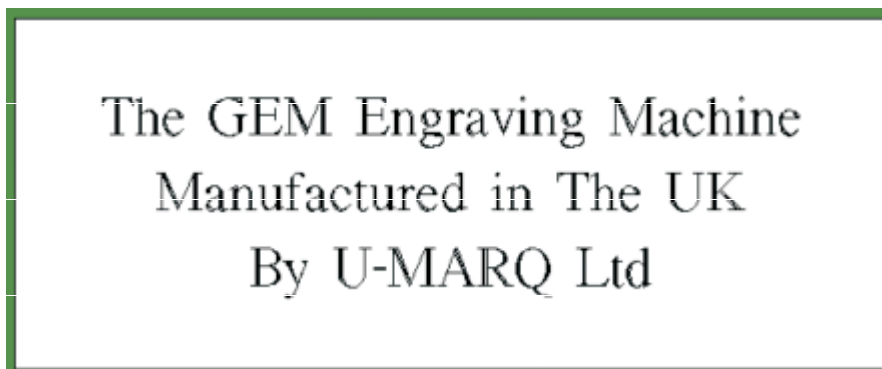 The GEM Engraving Machine
Manufactured in The UK
By U-MARQ Ltd